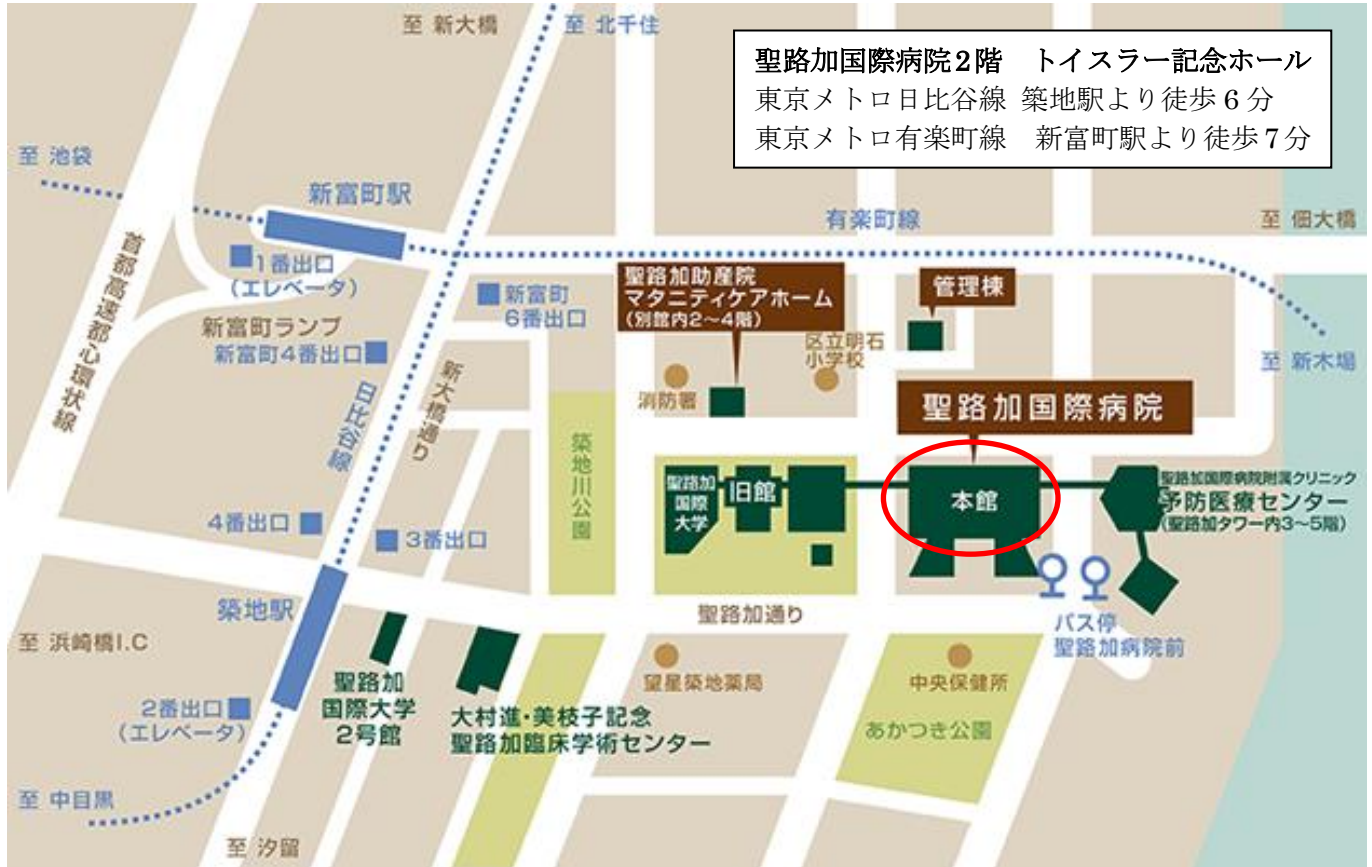 至 新大橋
至 北千住
聖路加国際病院2階　トイスラー記念ホール
東京メトロ日比谷線 築地駅より徒歩6分
東京メトロ有楽町線　新富町駅より徒歩7分
至 池袋
新富町駅
有楽町線
至 佃大橋
1番出口
(エレベータ)
首都高速都心環状線
新富町
6番出口
聖路加助産院
マタニティケアホーム
(別館内2〜4階)
管理棟
新富町ランプ
新富町4番出口
区立明石
小学校
至 新木場
日比谷線
新大橋通り
消防署
聖路加国際病院
築地川公園
聖路加
国際
大学
旧館
本館
聖路加国際病院附属クリニック
予防医療センター
(聖路加タワー内3〜5階)
4番出口
3番出口
築地駅
聖路加通り
バス停
聖路加病院前
至 浜崎橋I.C
聖路加
国際大学
2号館
大村進・美枝子記念
聖路加臨床学術センター
望星築地薬局
中央保健所
あかつき公園
2番出口
(エレベータ)
至 中目黒
至 汐留